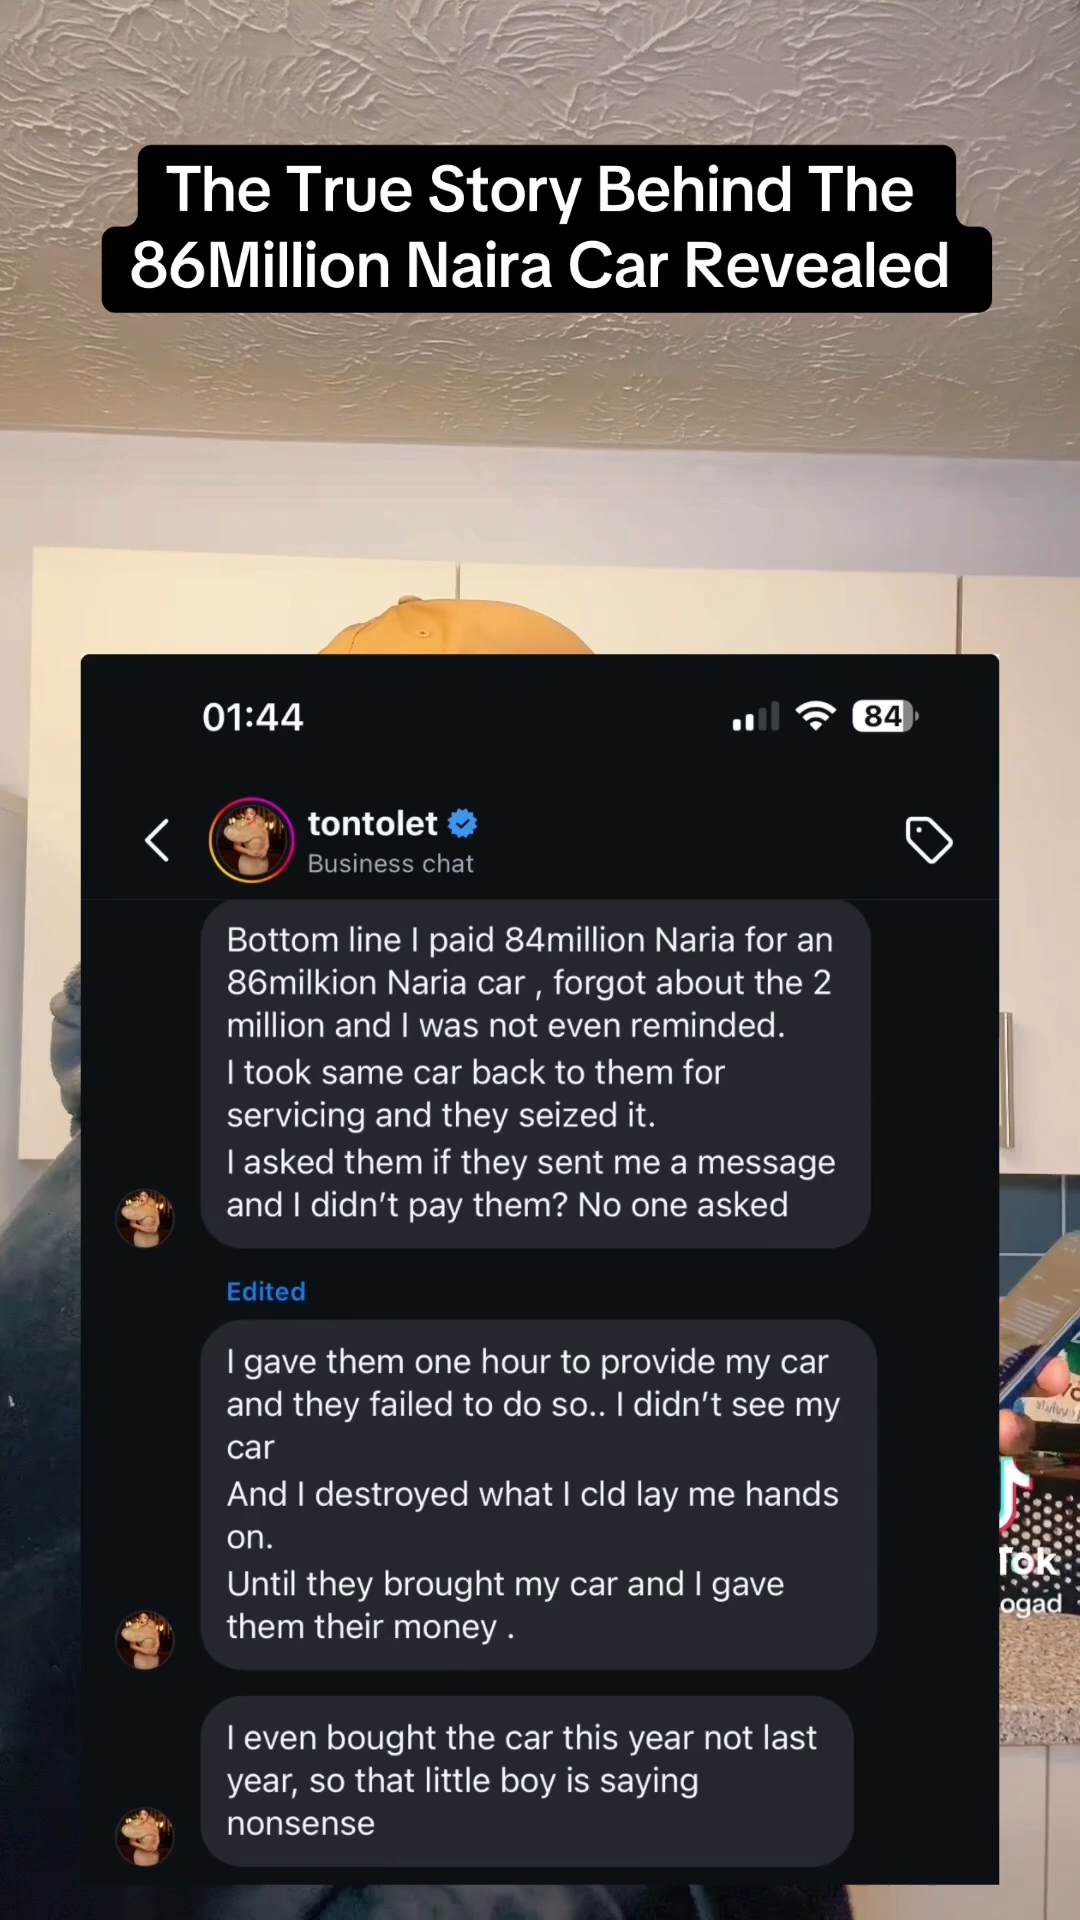 The True Story Behind The
86Million Naira Car Revealed
01:44
84
tontolet
Business chat
Bottom line I paid 84million Naria for an
86milkion Naria car , forgot about the 2
million and I was not even reminded.
I took same car back to them for
servicing and they seized it.
I asked them if they sent me a message
and I didn’t pay them? No one asked
Edited
I gave them one hour to provide my car
and they failed to do so.. I didn’t see my
car
And I destroyed what I cld lay me hands
on.
Until they brought my car and I gave
them their money .
I even bought the car this year not last
year, so that little boy is saying
nonsense
Tok
ogad